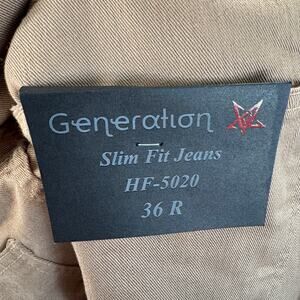 Generation
Slim Fit Jeans
HF-5020
36 R